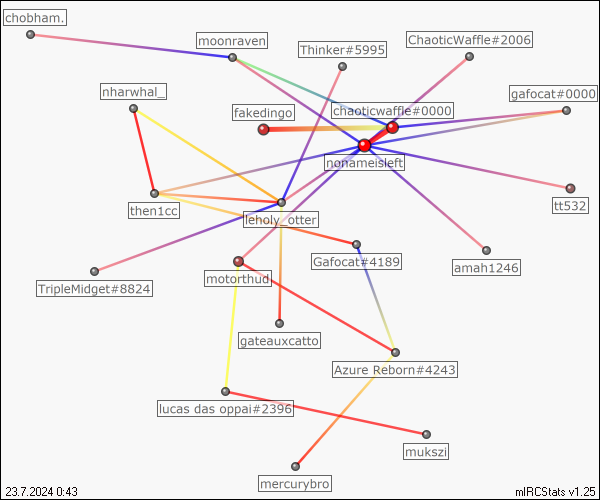 chobham.
moonraven
Thinker#5995
ChaoticWaffle#2006
nharwhal_
gafocat#0000
fakedingo
chaoticwaffle#0000
nonameisleft
then1cc
leholy_otter
tt532
Gafocat#4189
amah1246
motorthud
TripleMidget#8824
gateauxcatto
Azure Reborn#4243
lucas das oppai#2396
mukszi
mercurybro
23.7.2024 0:43
mIRCStats v1.25